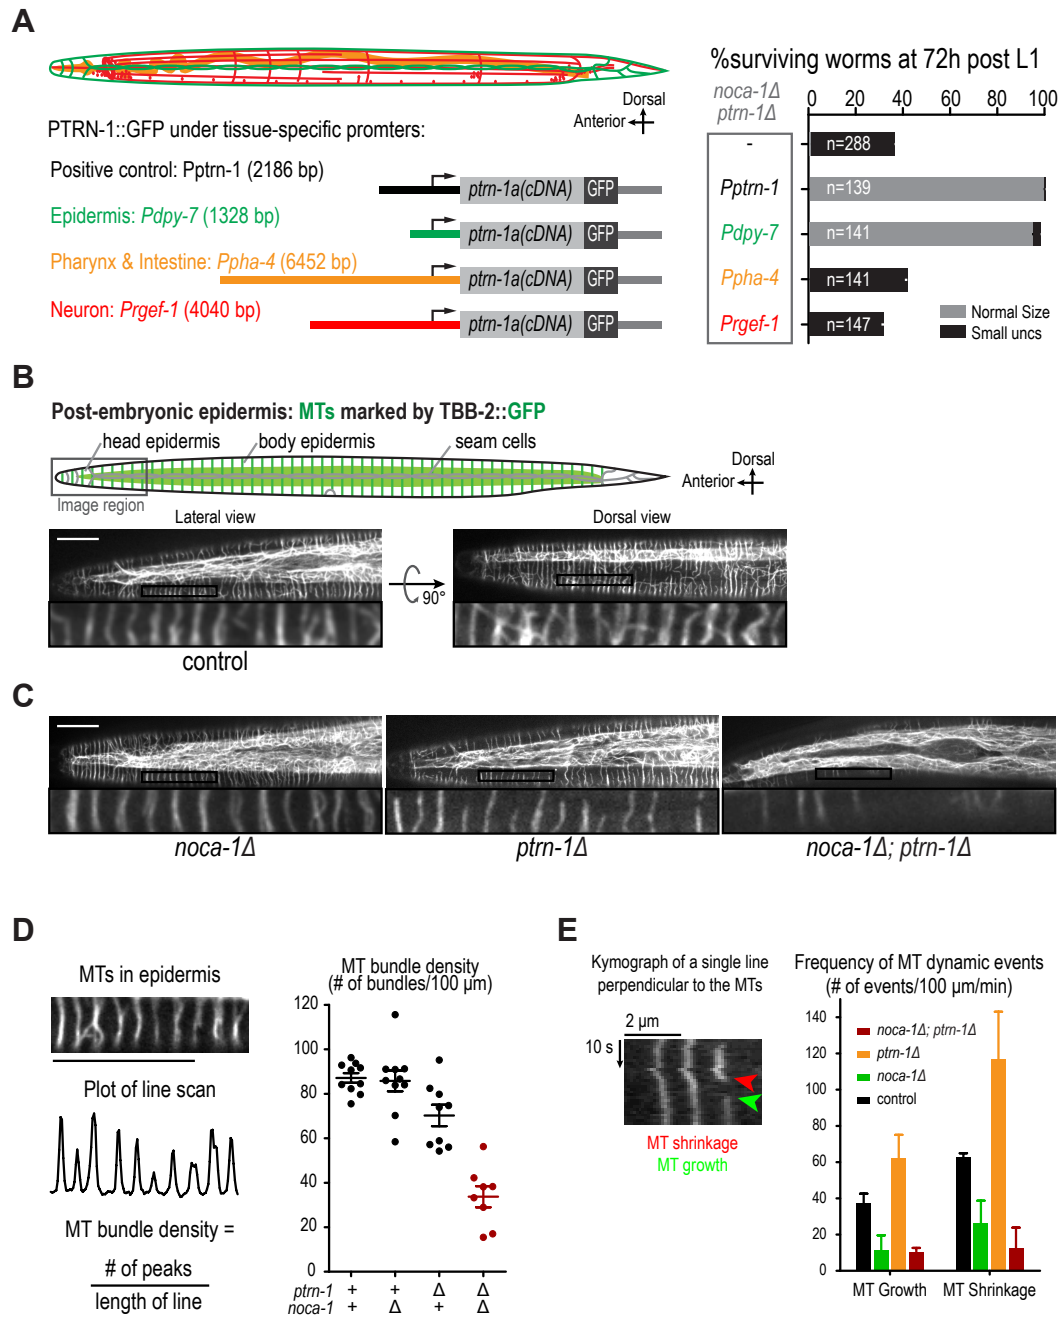 A
Dorsal
Anterior
PTRN-1::GFP under tissue-specific promters:
Positive control: Pptrn-1 (2186 bp)
ptrn-1a(cDNA) GFP
Epidermis: Pdpy-7 (1328 bp)
ptrn-1a(cDNA) GFP
Pharynx & Intestine: Ppha-4 (6452 bp)
ptrn-1a(cDNA) GFP
Neuron: Prgef-1 (4040 bp)
ptrn-1a(cDNA) GFP
%surviving worms at 72h post L1
noca-1Δ
ptrn-1Δ
0 20 40 60 80 100
- n=288
Pptrn-1 n=139
Pdpy-7 n=141
Ppha-4 n=141
Prgef-1 n=147
Normal Size
Small uncs
B
Post-embryonic epidermis: MTs marked by TBB-2::GFP
head epidermis body epidermis seam cells
Image region
Dorsal
Anterior
Lateral view
Dorsal view
90°
control
C
noca-1Δ
ptrn-1Δ
noca-1Δ; ptrn-1Δ
D
MTs in epidermis
Plot of line scan
MT bundle density =
# of peaks
length of line
MT bundle density
(# of bundles/100 µm)
120
100
80
60
40
20
0
ptrn-1 + + Δ Δ
noca-1 + Δ + Δ
E
Kymograph of a single line
perpendicular to the MTs
2 µm
10 s
MT shrinkage
MT growth
Frequency of MT dynamic events
(# of events/100 µm/min)
140
120
100
80
60
40
20
0
noca-1Δ; ptrn-1Δ
ptrn-1Δ
noca-1Δ
control
MT Growth MT Shrinkage